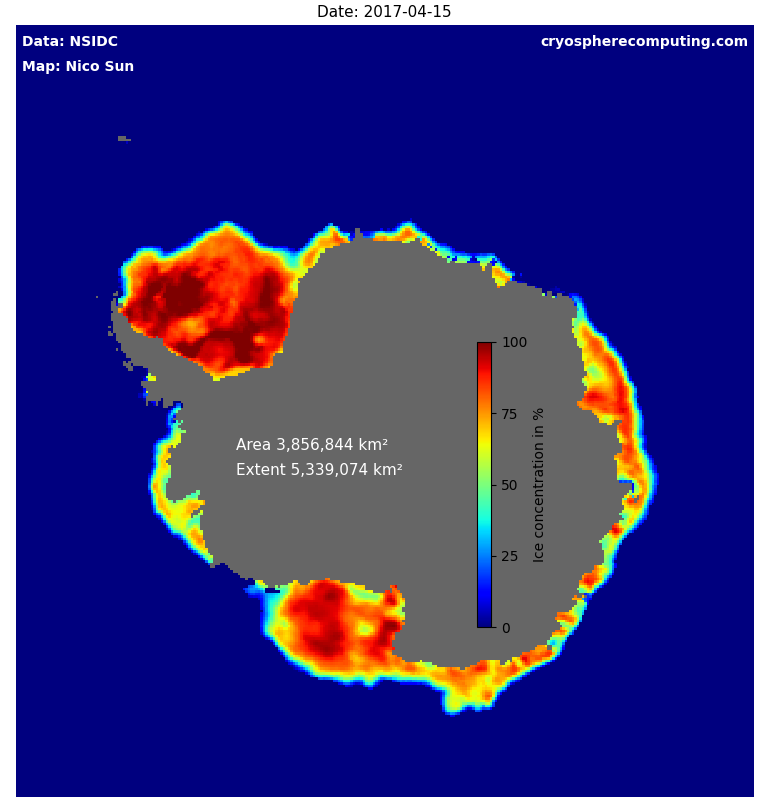 Date: 2017-04-15
Data: NSIDC
cryospherecomputing.com
Map: Nico Sun
100
75
50
25
0
Ice concentration in %
Area 3,856,844 km²
Extent 5,339,074 km²